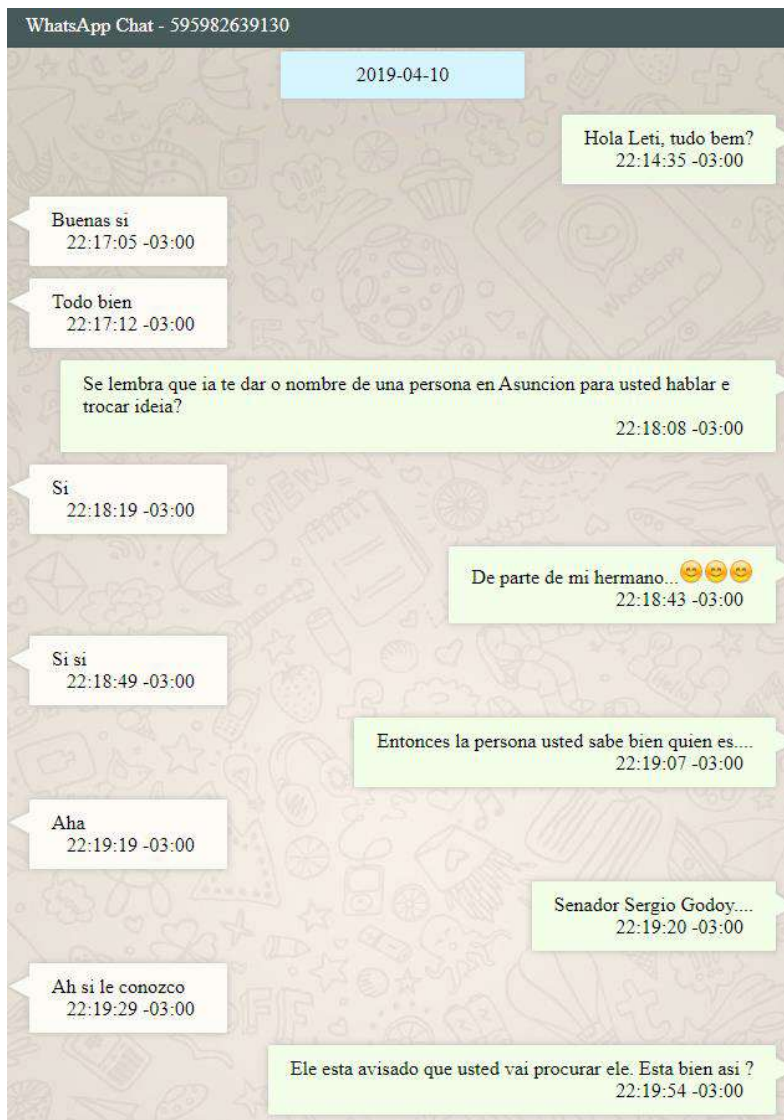 WhatsApp Chat - 595982639130
2019-04-10
Hola Leti, tudo bem?
22:14:35 -03:00
Buenas si
22:17:05 -03:00
Todo bien
22:17:12 -03:00
Se lembra que ia te dar o nombre de una persona en Asuncion para usted hablar e
trocar ideia?
22:18:08 -03:00
Si
22:18:19 -03:00
De parte de mi hermano...😊😊😊
22:18:43 -03:00
Si si
22:18:49 -03:00
Entonces la persona usted sabe bien quien es....
22:19:07 -03:00
Aha
22:19:19 -03:00
Senador Sergio Godoy....
22:19:20 -03:00
Ah si le conozco
22:19:29 -03:00
Ele esta avisado que usted vai procurar ele. Esta bien asi ?
22:19:54 -03:00